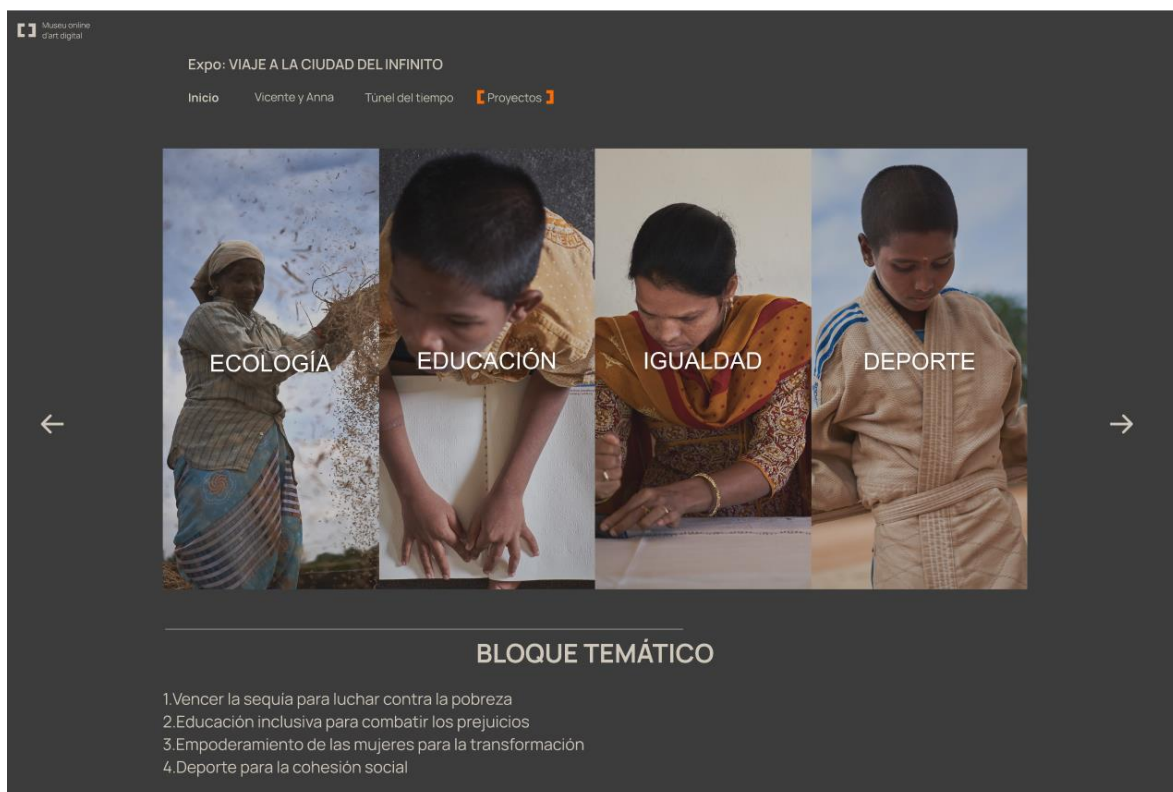 Museu online
d'art digital
Expo: VIAJE A LA CIUDAD DEL INFINITO
Inicio Vicente y Anna Túnel del tiempo [Proyectos]
ECOLOGÍA EDUCACIÓN IGUALDAD DEPORTE
BLOQUE TEMÁTICO
1.Vencer la sequía para luchar contra la pobreza
2.Educación inclusiva para combatir los prejuicios
3.Empoderamiento de las mujeres para la transformación
4.Deporte para la cohesión social